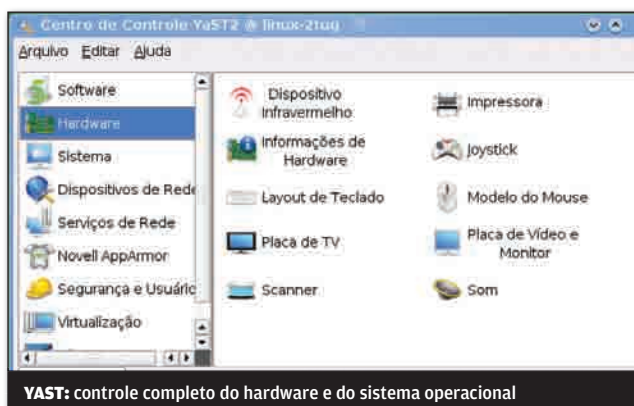 Centro de Controle YaST2 @ linux-2tug
Arquivo Editar Ajuda
Software
Hardware
Sistema
Dispositivos de Rede
Serviços de Rede
Novell AppArmor
Segurança e Usuário
Virtualização
Dispositivo
Infravermelho
Impressora
Informações de
Hardware
Joystick
Layout de Teclado
Modelo do Mouse
Placa de TV
Placa de Vídeo e
Monitor
Scanner
Som
YAST: controle completo do hardware e do sistema operacional